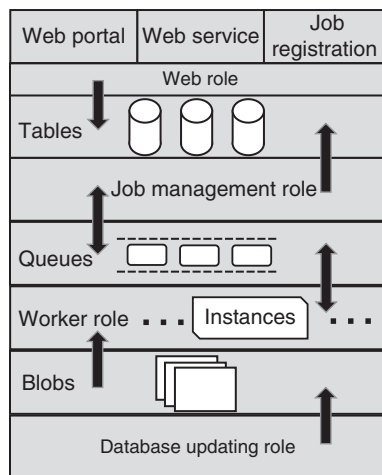 Web portal
Web service
Job
registration
Web role
Tables
Job management role
Queues
Worker role
Instances
Blobs
Database updating role